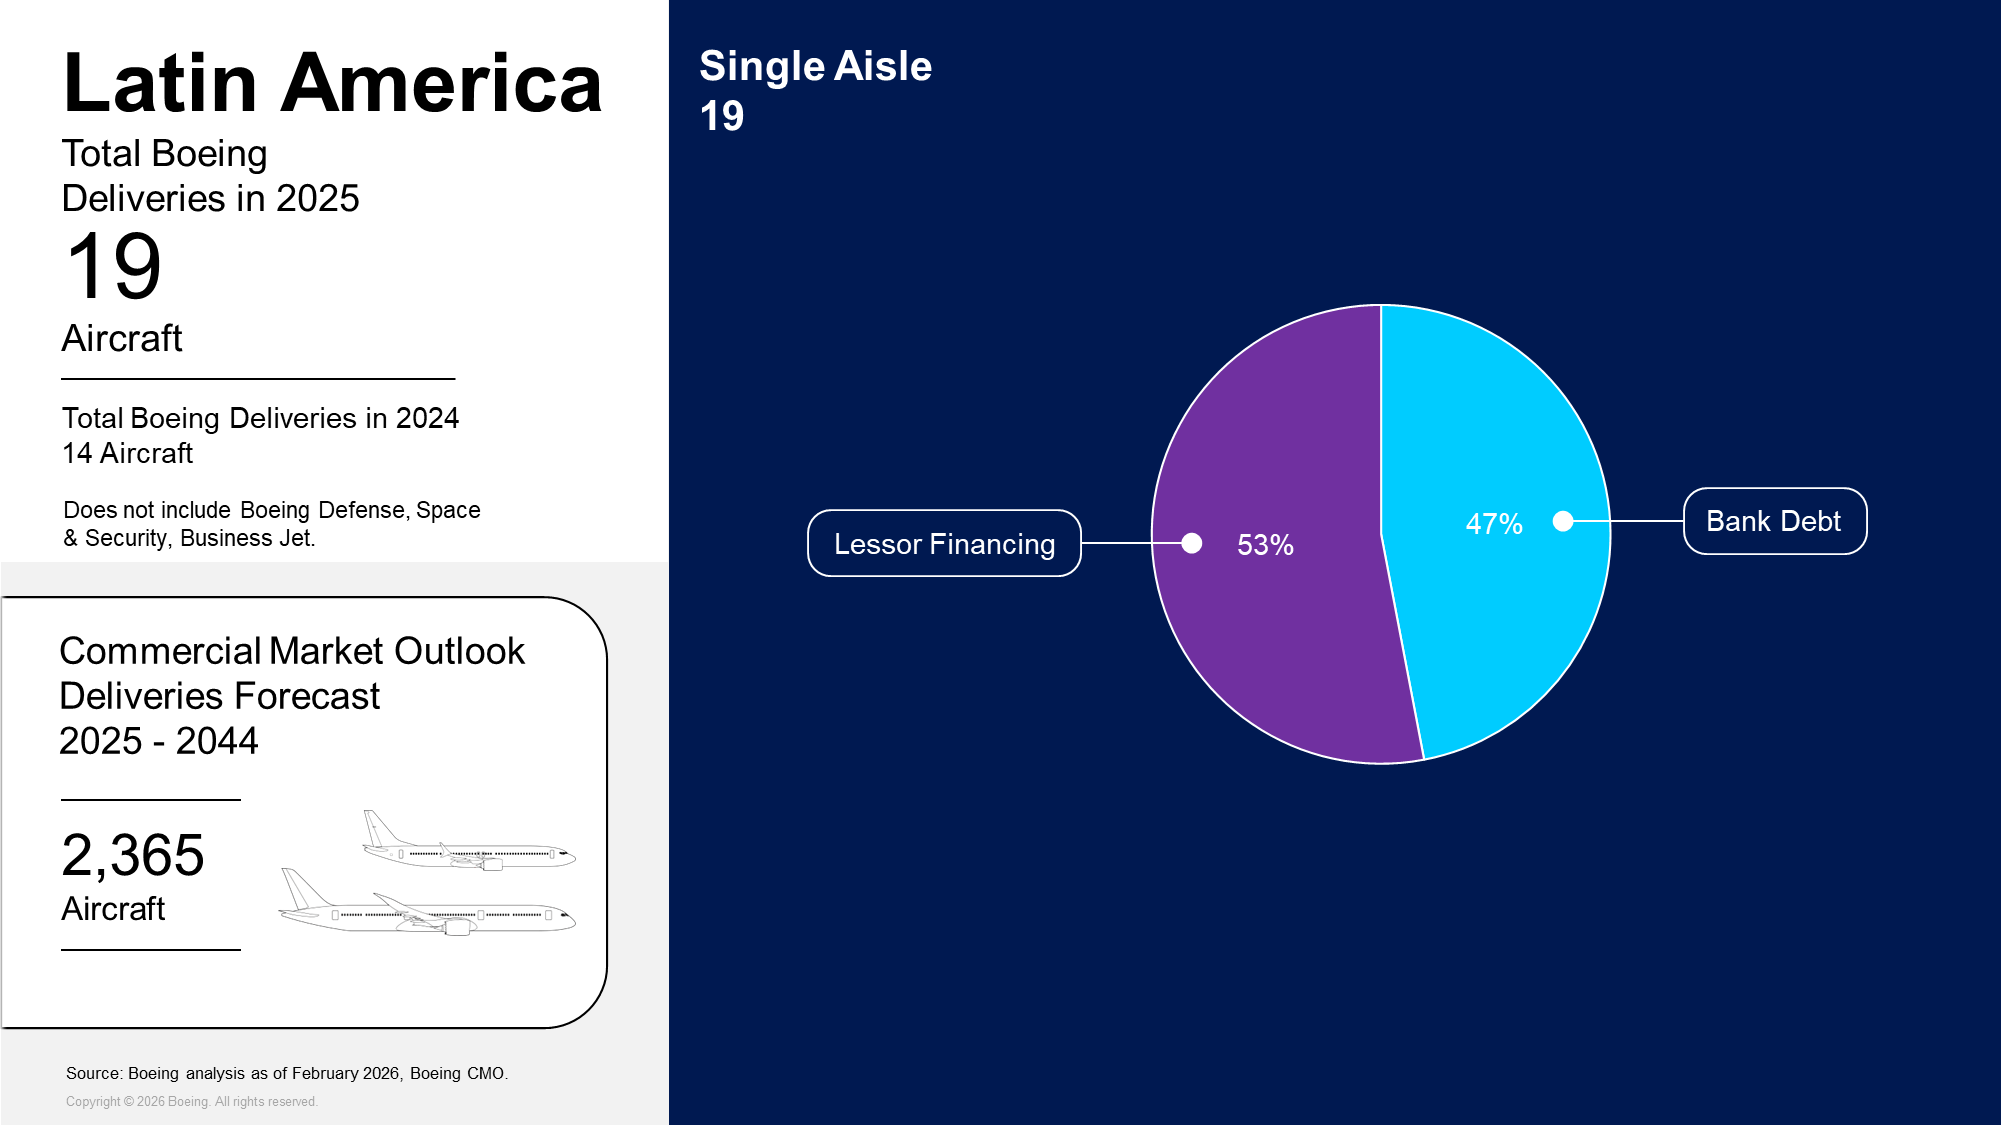 Latin America
Total Boeing
Deliveries in 2025
19
Aircraft
Total Boeing Deliveries in 2024
14 Aircraft
Does not include Boeing Defense, Space
& Security, Business Jet.
Commercial Market Outlook
Deliveries Forecast
2025 - 2044
2,365
Aircraft
Source: Boeing analysis as of February 2026, Boeing CMO.
Copyright © 2026 Boeing. All rights reserved.
Single Aisle
19
Lessor Financing
53%
47%
Bank Debt